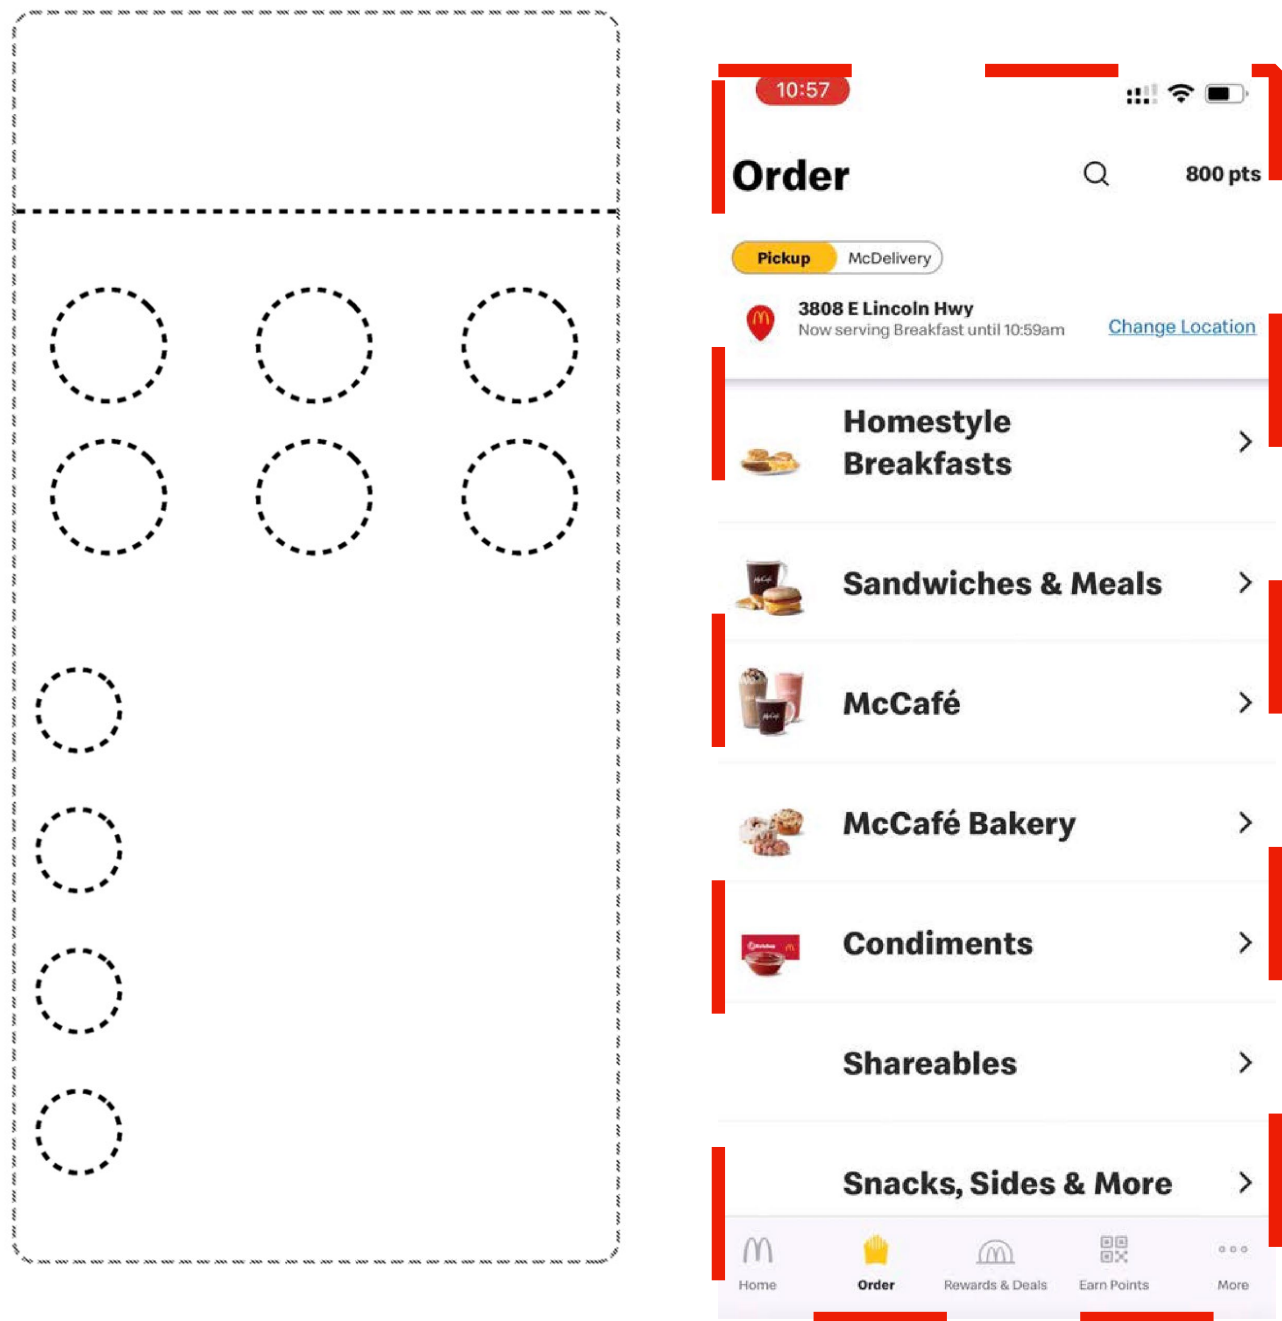 10:57
Order
800 pts
Pickup
McDelivery
3808 E Lincoln Hwy
Now serving Breakfast until 10:59am
Change Location
Homestyle
Breakfasts
Sandwiches & Meals
McCafé
McCafé Bakery
Condiments
Shareables
Snacks, Sides & More
Home
Order
Rewards & Deals
Earn Points
More